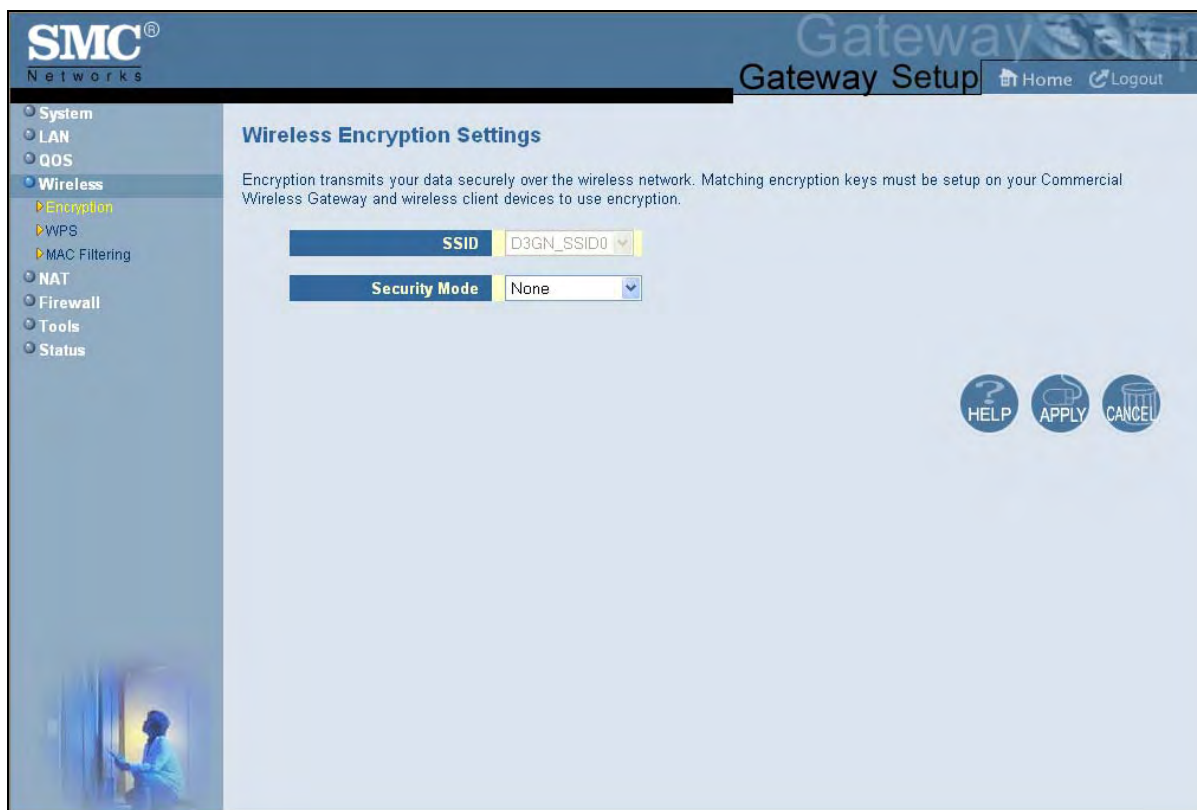 SMC®
Networks
Gateway Setup
Gateway Setup
Home
Logout
System
LAN
QOS
Wireless
Encryption
WPS
MAC Filtering
NAT
Firewall
Tools
Status
Wireless Encryption Settings
Encryption transmits your data securely over the wireless network. Matching encryption keys must be setup on your Commercial
Wireless Gateway and wireless client devices to use encryption.
SSID D3GN_SSID0
Security Mode None
HELP
APPLY
CANCEL